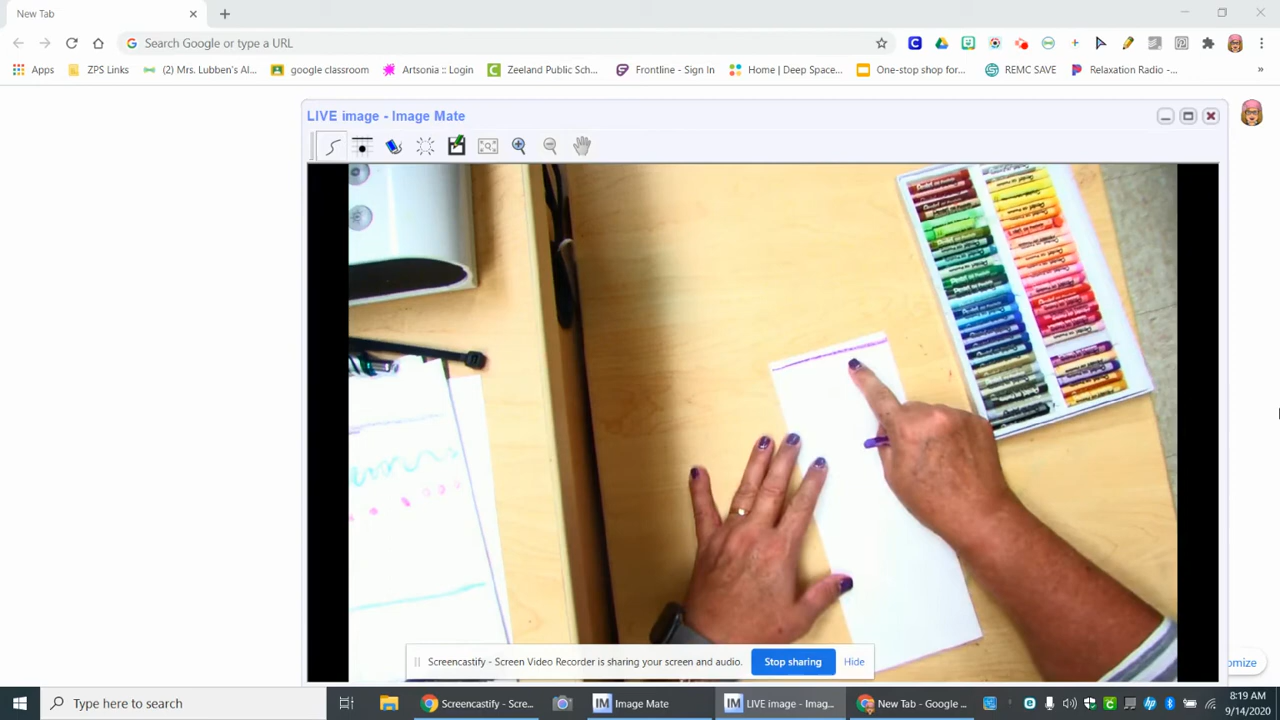 New Tab
Search Google or type a URL
Apps
ZPS Links
(2) Mrs. Lubben's Al...
google classroom
Artsonia :: Login
Zeeland Public Sch...
Frontline - Sign In
Home | Deep Space...
One-stop shop for...
REMC SAVE
Relaxation Radio -...
»
LIVE image - Image Mate
Screencastify - Screen Video Recorder is sharing your screen and audio.
Stop sharing
Hide
omize
Type here to search
Screencastify - Scre...
Image Mate
LIVE image - Imag...
New Tab - Google ...
8:19 AM
9/14/2020